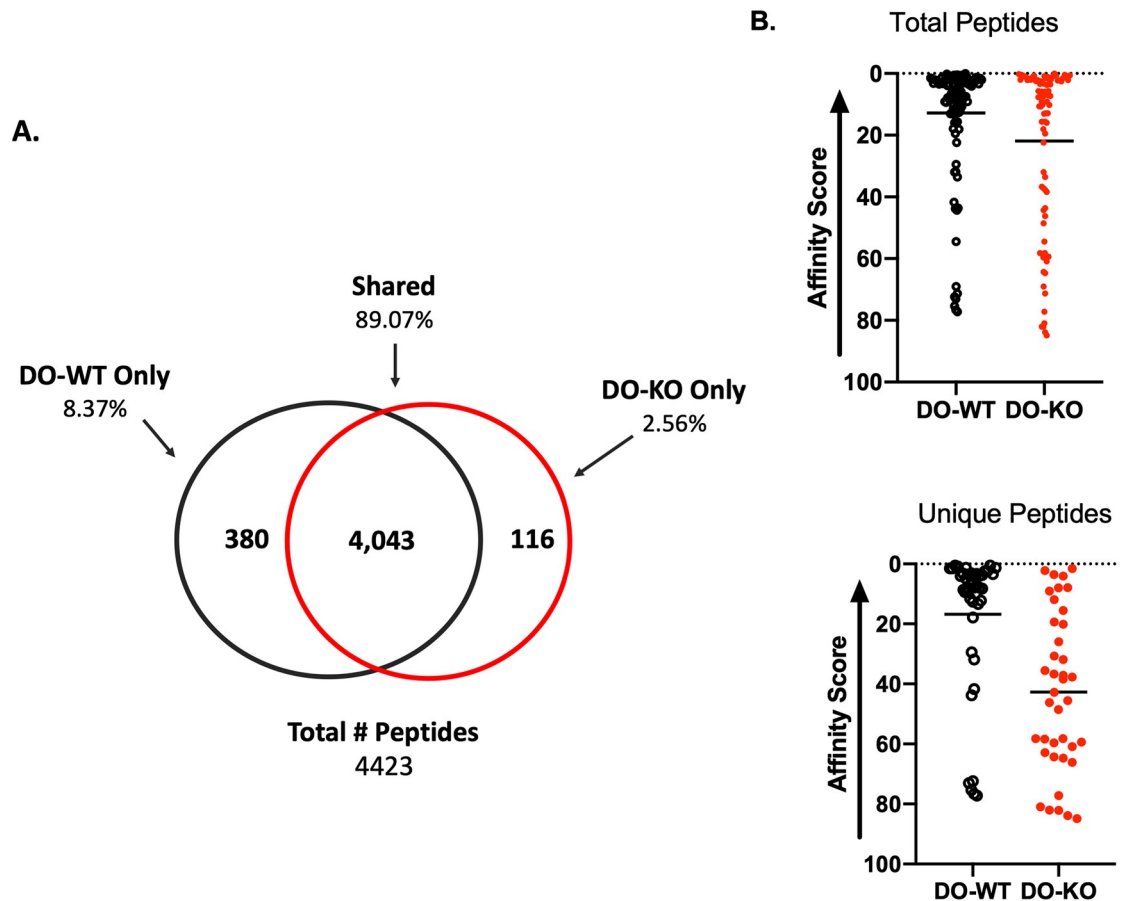 A.
Shared
89.07%
DO-WT Only
8.37%
DO-KO Only
2.56%
380
4,043
116
Total # Peptides
4423
B.
Total Peptides
Affinity Score
0
20
40
60
80
100
DO-WT DO-KO
Unique Peptides
Affinity Score
0
20
40
60
80
100
DO-WT DO-KO